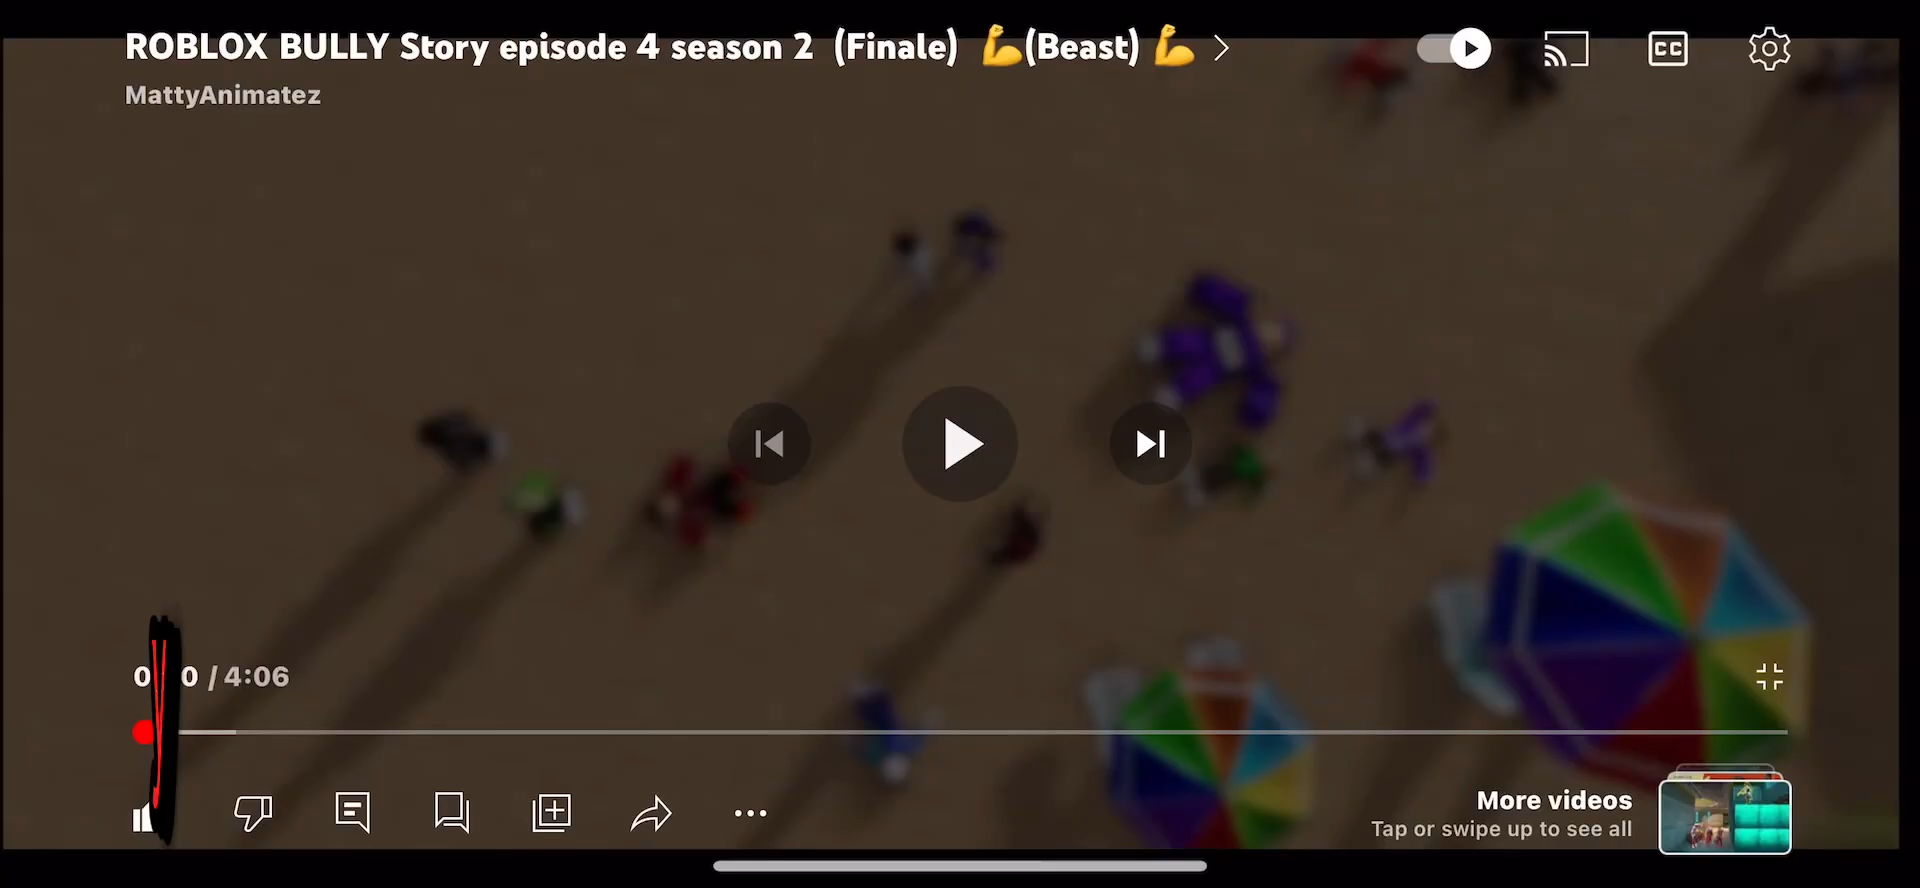 ROBLOX BULLY Story episode 4 season 2 (Finale) 💪(Beast) 💪
MattyAnimatez
CC
/ 4:06
More videos
Tap or swipe up to see all